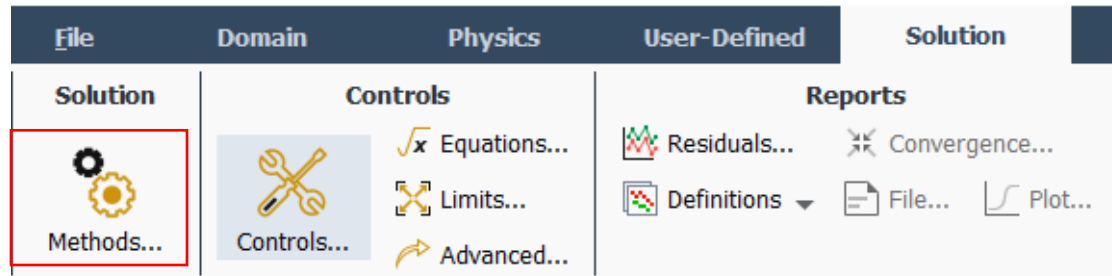 File Domain Physics User-Defined Solution
Solution Controls Reports
Methods...
Controls...
Equations...
Limits...
Advanced...
Residuals... Convergence...
Definitions File... Plot...